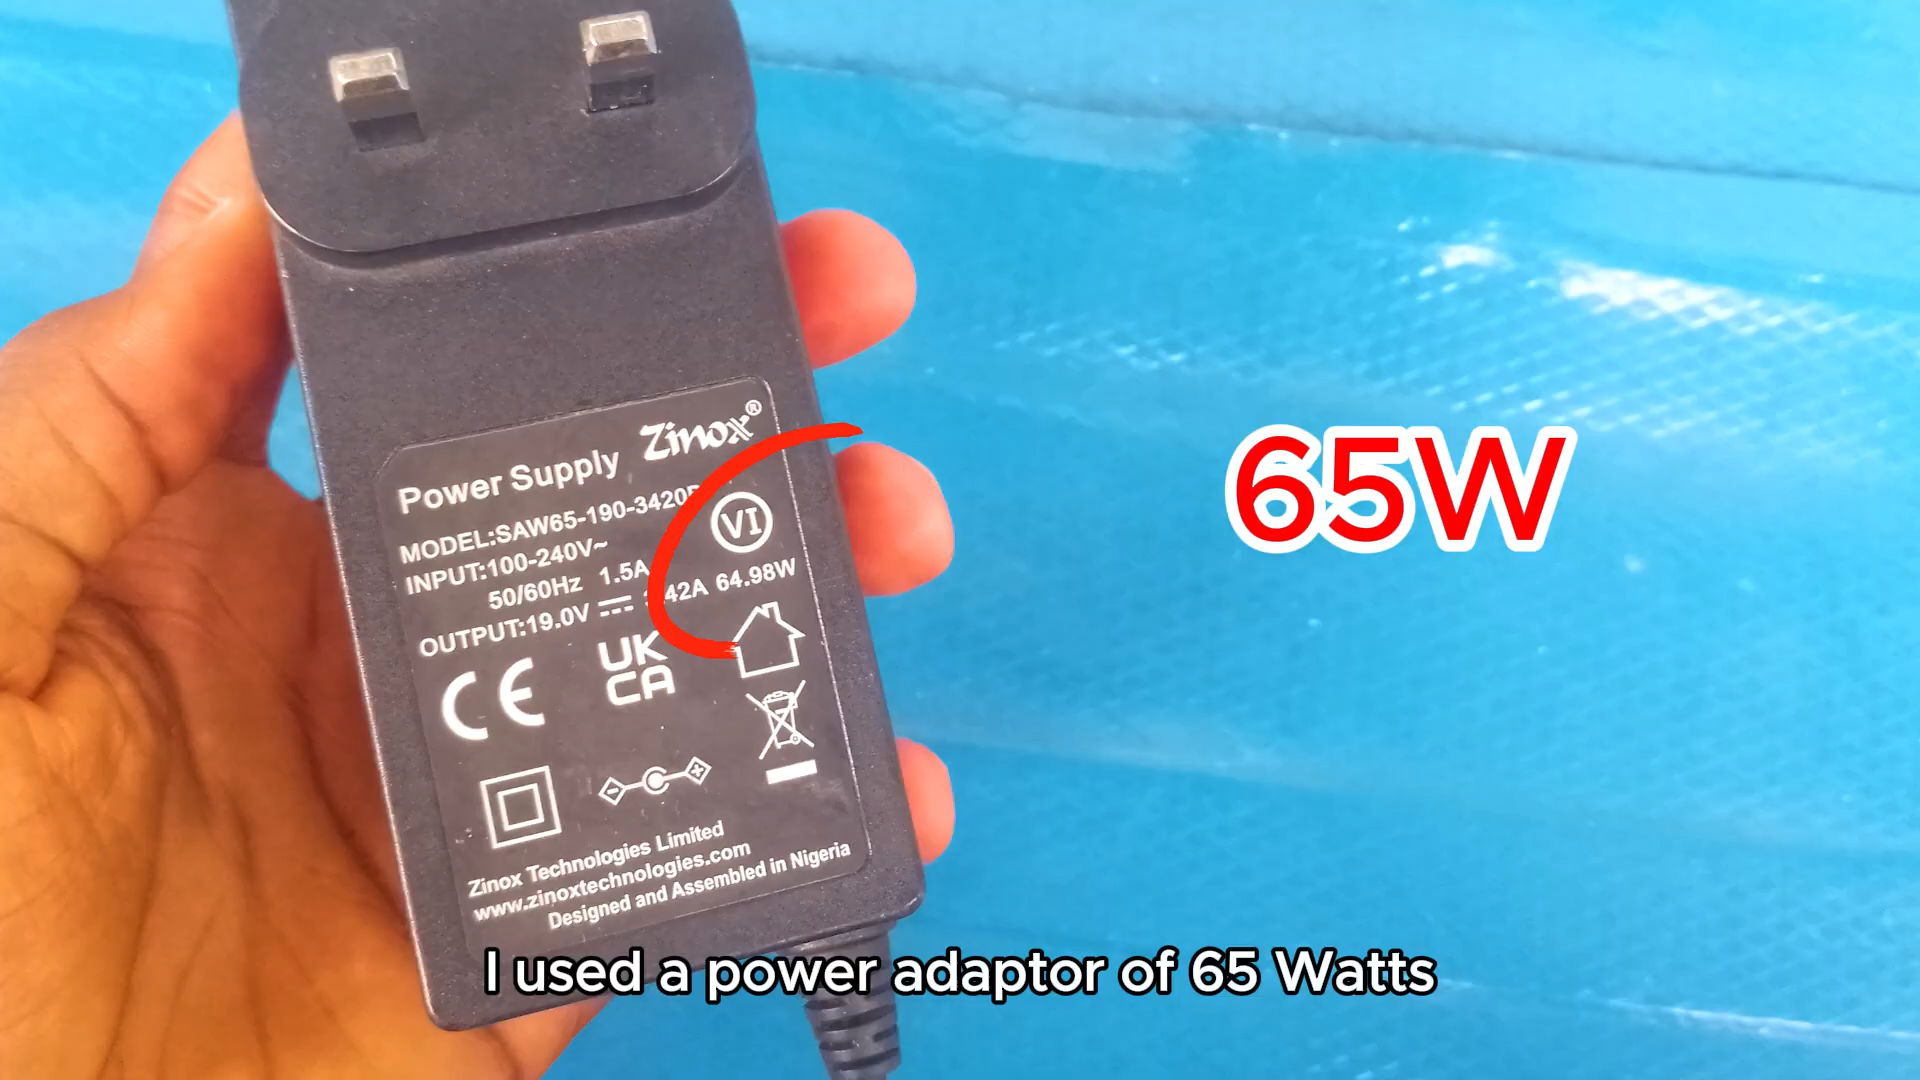 Power Supply Zinox®
MODEL:SAW65-190-3420
VI
INPUT:100-240V~
50/60Hz 1.5A
OUTPUT:19.0V ⎓ 42A 64.98W
CE
UK
CA
Zinox Technologies Limited
www.zinoxtechnologies.com
Designed and Assembled in Nigeria
65W
I used a power adaptor of 65 Watts